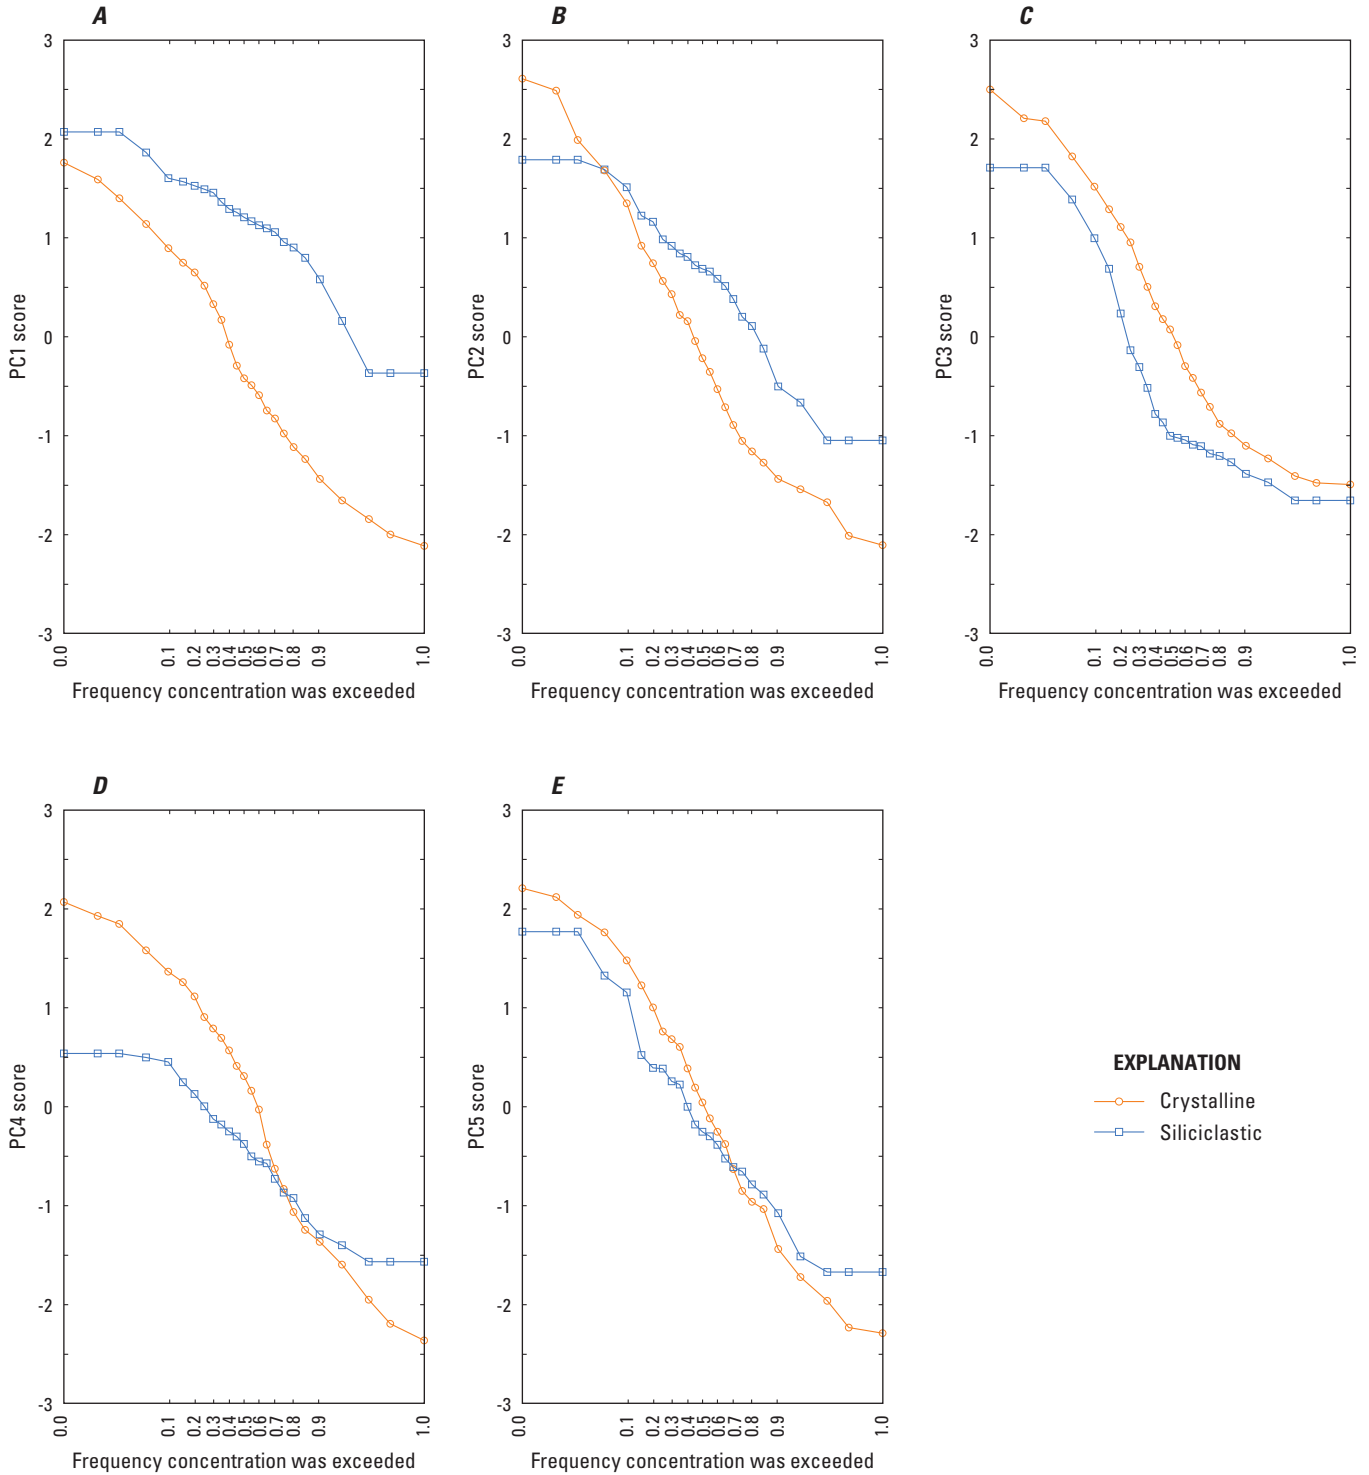 A
3
2
1
0
-1
-2
-3
PC1 score
0.0 0.1 0.2 0.3 0.4 0.5 0.6 0.7 0.8 0.9 1.0
Frequency concentration was exceeded
B
3
2
1
0
-1
-2
-3
PC2 score
0.0 0.1 0.2 0.3 0.4 0.5 0.6 0.7 0.8 0.9 1.0
Frequency concentration was exceeded
C
3
2
1
0
-1
-2
-3
PC3 score
0.0 0.1 0.2 0.3 0.4 0.5 0.6 0.7 0.8 0.9 1.0
Frequency concentration was exceeded
D
3
2
1
0
-1
-2
-3
PC4 score
0.0 0.1 0.2 0.3 0.4 0.5 0.6 0.7 0.8 0.9 1.0
Frequency concentration was exceeded
E
3
2
1
0
-1
-2
-3
PC5 score
0.0 0.1 0.2 0.3 0.4 0.5 0.6 0.7 0.8 0.9 1.0
Frequency concentration was exceeded
EXPLANATION
Crystalline
Siliciclastic